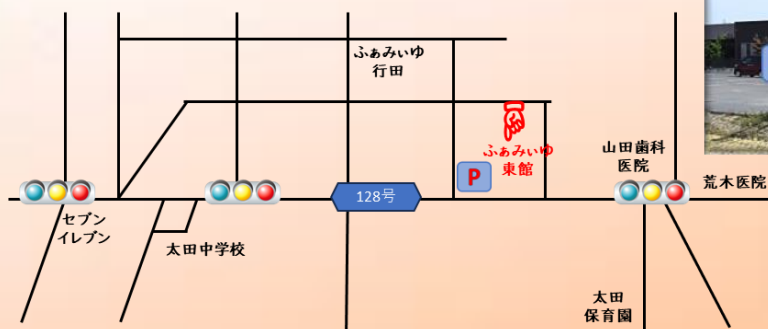 ふぁみぃゆ
行田
ふぁみぃゆ
東館
P
山田歯科
医院
荒木医院
128号
セブン
イレブン
太田中学校
太田
保育園